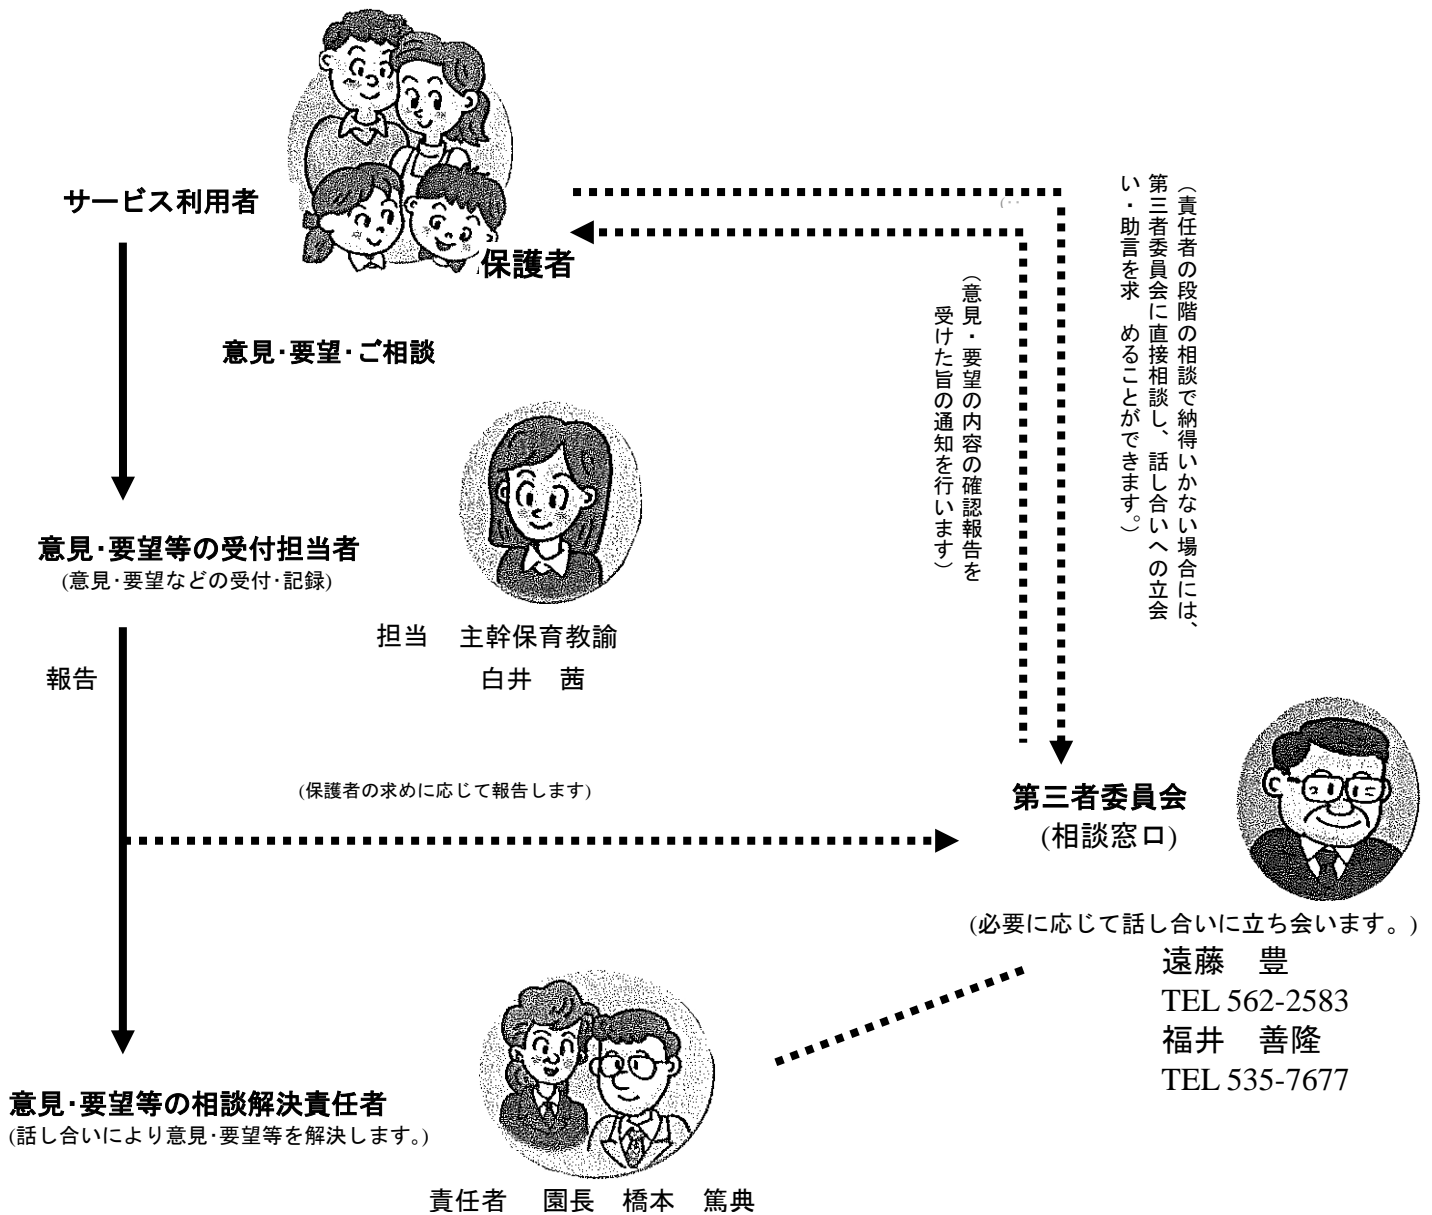 サービス利用者
保護者
意見・要望・ご相談
(責任者の段階の相談で納得いかない場合には、
第三者委員会に直接相談し、話し合いへの立会
い・助言を求　めることができます。)
(意見・要望の内容の確認報告を
受けた旨の通知を行います)
意見・要望等の受付担当者
(意見・要望などの受付・記録)
担当　主幹保育教諭
白井　茜
報告
(保護者の求めに応じて報告します)
第三者委員会
(相談窓口)
(必要に応じて話し合いに立ち会います。)
遠藤　豊
TEL 562-2583
福井　善隆
TEL 535-7677
意見・要望等の相談解決責任者
(話し合いにより意見・要望等を解決します。)
責任者　園長　橋本　篤典